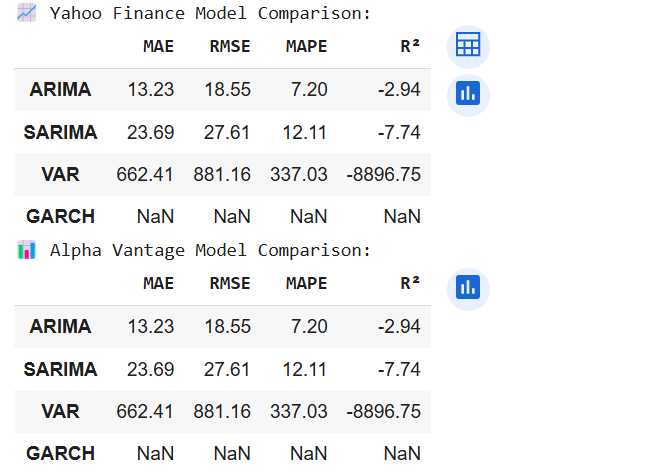 Yahoo Finance Model Comparison:
MAE RMSE MAPE R²
ARIMA 13.23 18.55 7.20 -2.94
SARIMA 23.69 27.61 12.11 -7.74
VAR 662.41 881.16 337.03 -8896.75
GARCH NaN NaN NaN NaN
Alpha Vantage Model Comparison:
MAE RMSE MAPE R²
ARIMA 13.23 18.55 7.20 -2.94
SARIMA 23.69 27.61 12.11 -7.74
VAR 662.41 881.16 337.03 -8896.75
GARCH NaN NaN NaN NaN